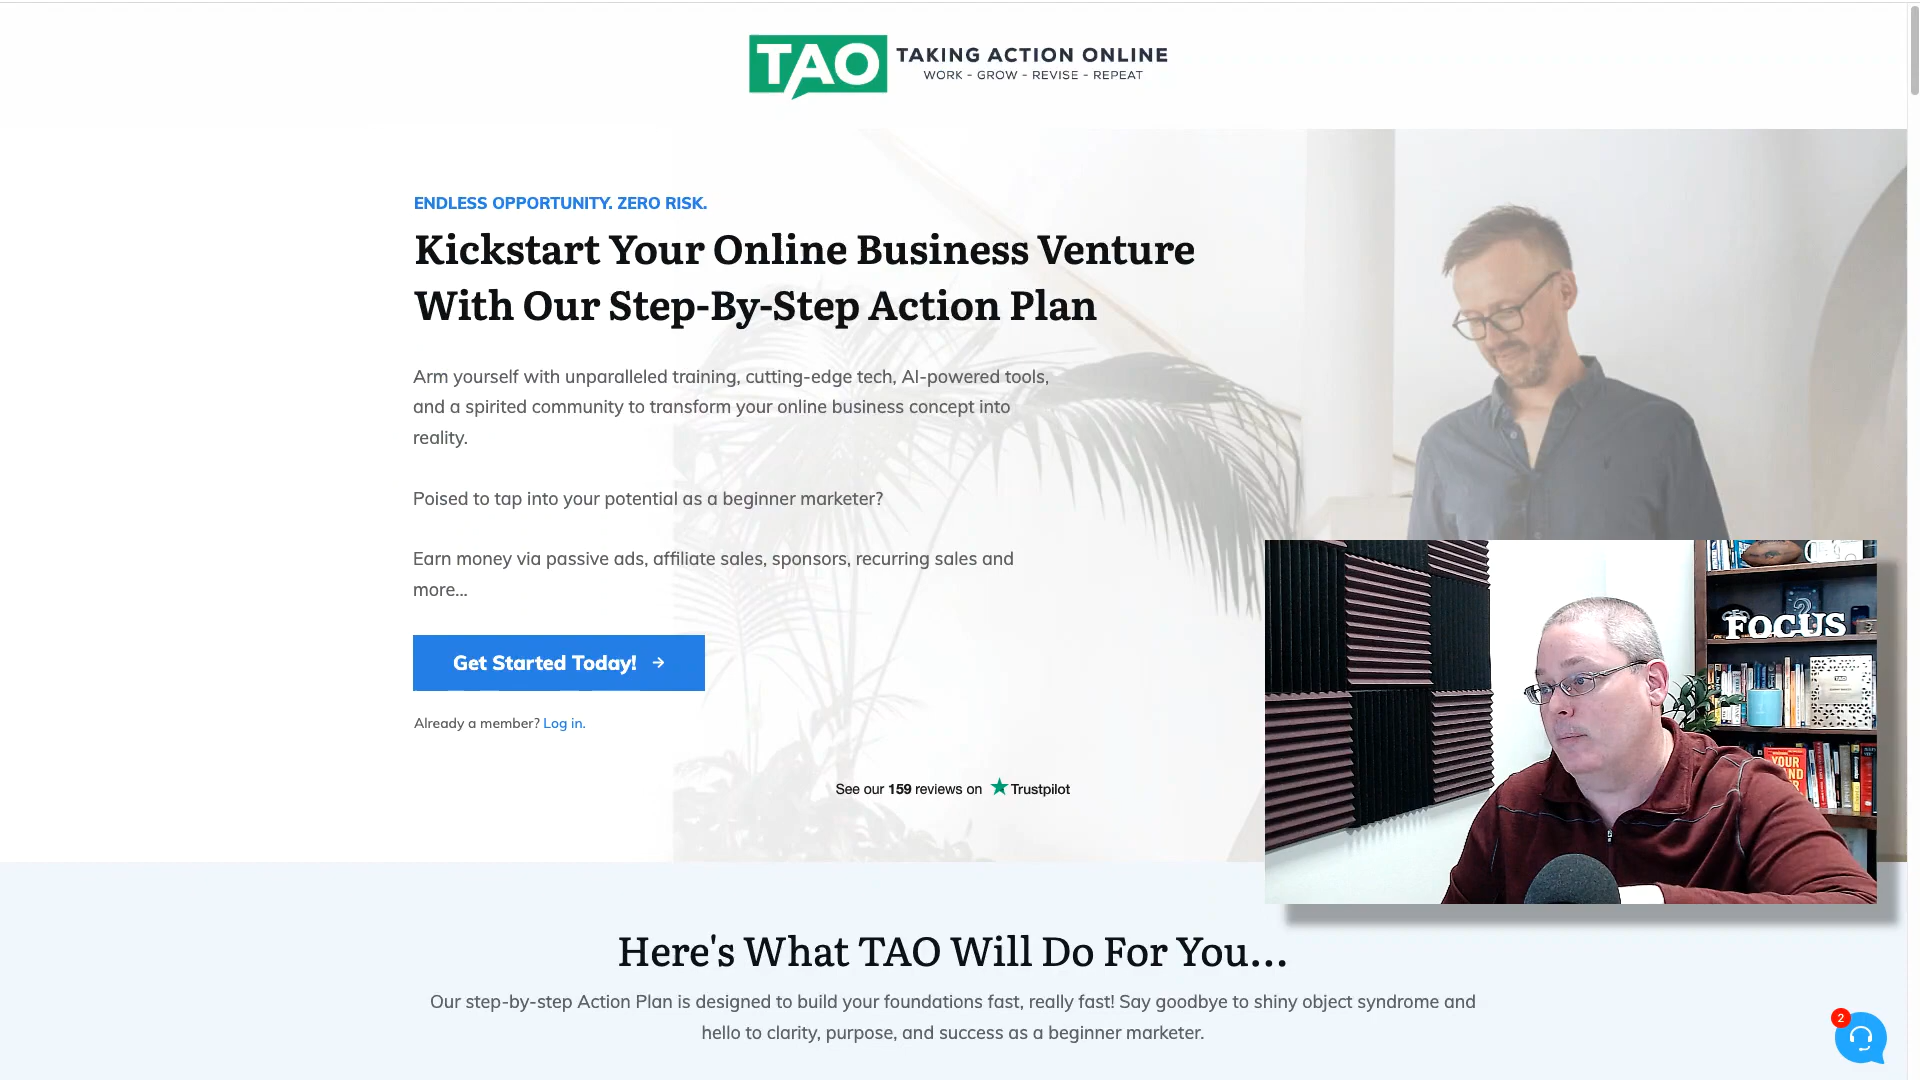 TAO TAKING ACTION ONLINE
WORK - GROW - REVISE - REPEAT
ENDLESS OPPORTUNITY. ZERO RISK.
Kickstart Your Online Business Venture
With Our Step-By-Step Action Plan
Arm yourself with unparalleled training, cutting-edge tech, AI-powered tools,
and a spirited community to transform your online business concept into
reality.
Poised to tap into your potential as a beginner marketer?
Earn money via passive ads, affiliate sales, sponsors, recurring sales and
more...
Get Started Today! →
Already a member? Log in.
See our 159 reviews on ★ Trustpilot
FOCUS
TAO
YOUR
Here's What TAO Will Do For You...
Our step-by-step Action Plan is designed to build your foundations fast, really fast! Say goodbye to shiny object syndrome and
hello to clarity, purpose, and success as a beginner marketer.
2